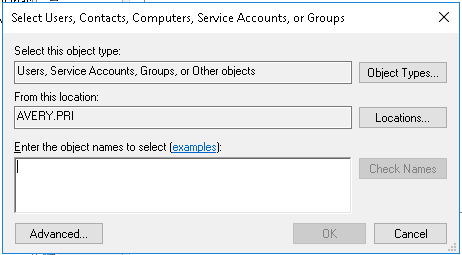 Select Users, Contacts, Computers, Service Accounts, or Groups
Select this object type:
Users, Service Accounts, Groups, or Other objects
Object Types...
From this location:
AVERY.PRI
Locations...
Enter the object names to select (examples):
Check Names
Advanced...
OK
Cancel